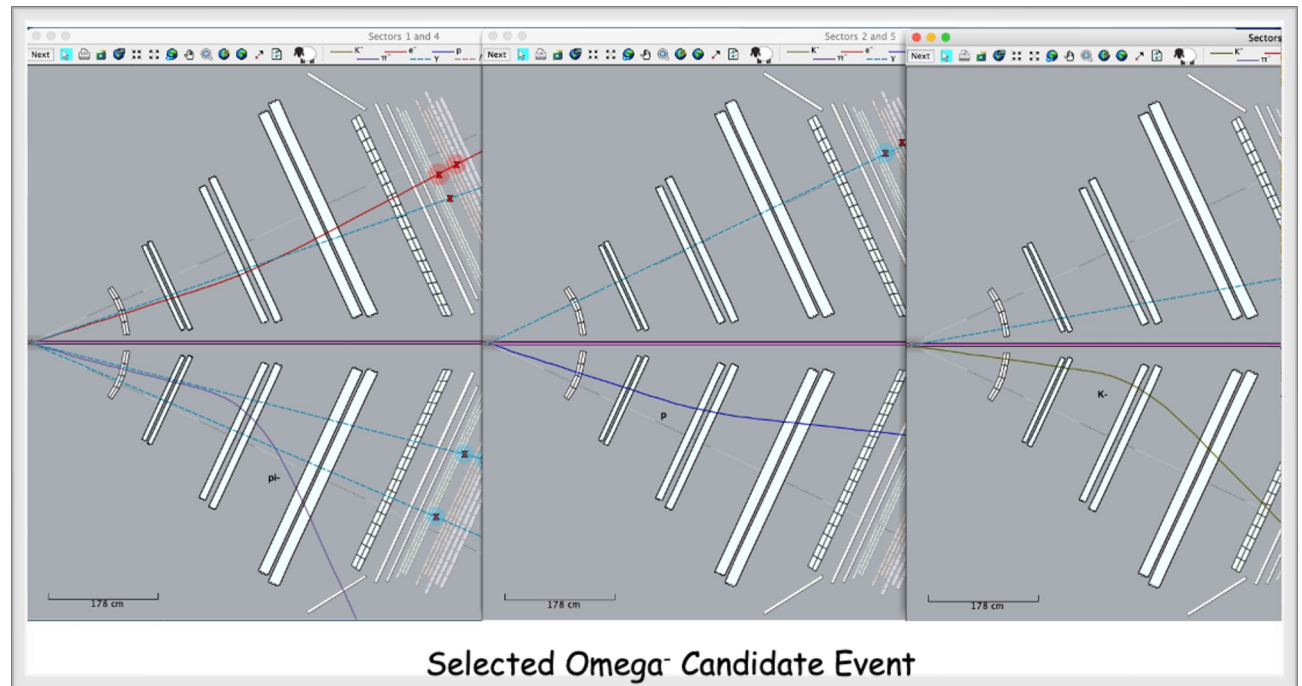 Sectors 1 and 4
Sectors 2 and 5
Sectors
Next K⁻ e⁻ p
π⁻ γ
Next K⁻ e⁻
π⁻ γ
Next K⁻
π⁻
pi-
p
K-
178 cm
178 cm
178 cm
Selected Omega⁻ Candidate Event